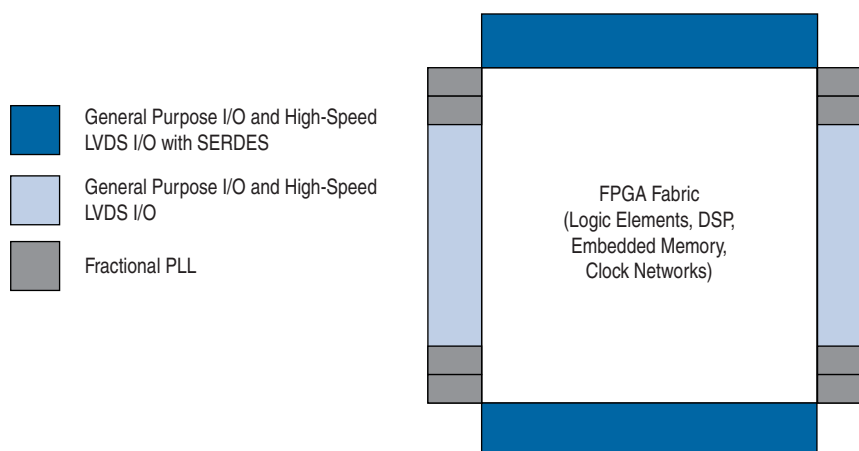 General Purpose I/O and High-Speed
LVDS I/O with SERDES
General Purpose I/O and High-Speed
LVDS I/O
Fractional PLL
FPGA Fabric
(Logic Elements, DSP,
Embedded Memory,
Clock Networks)